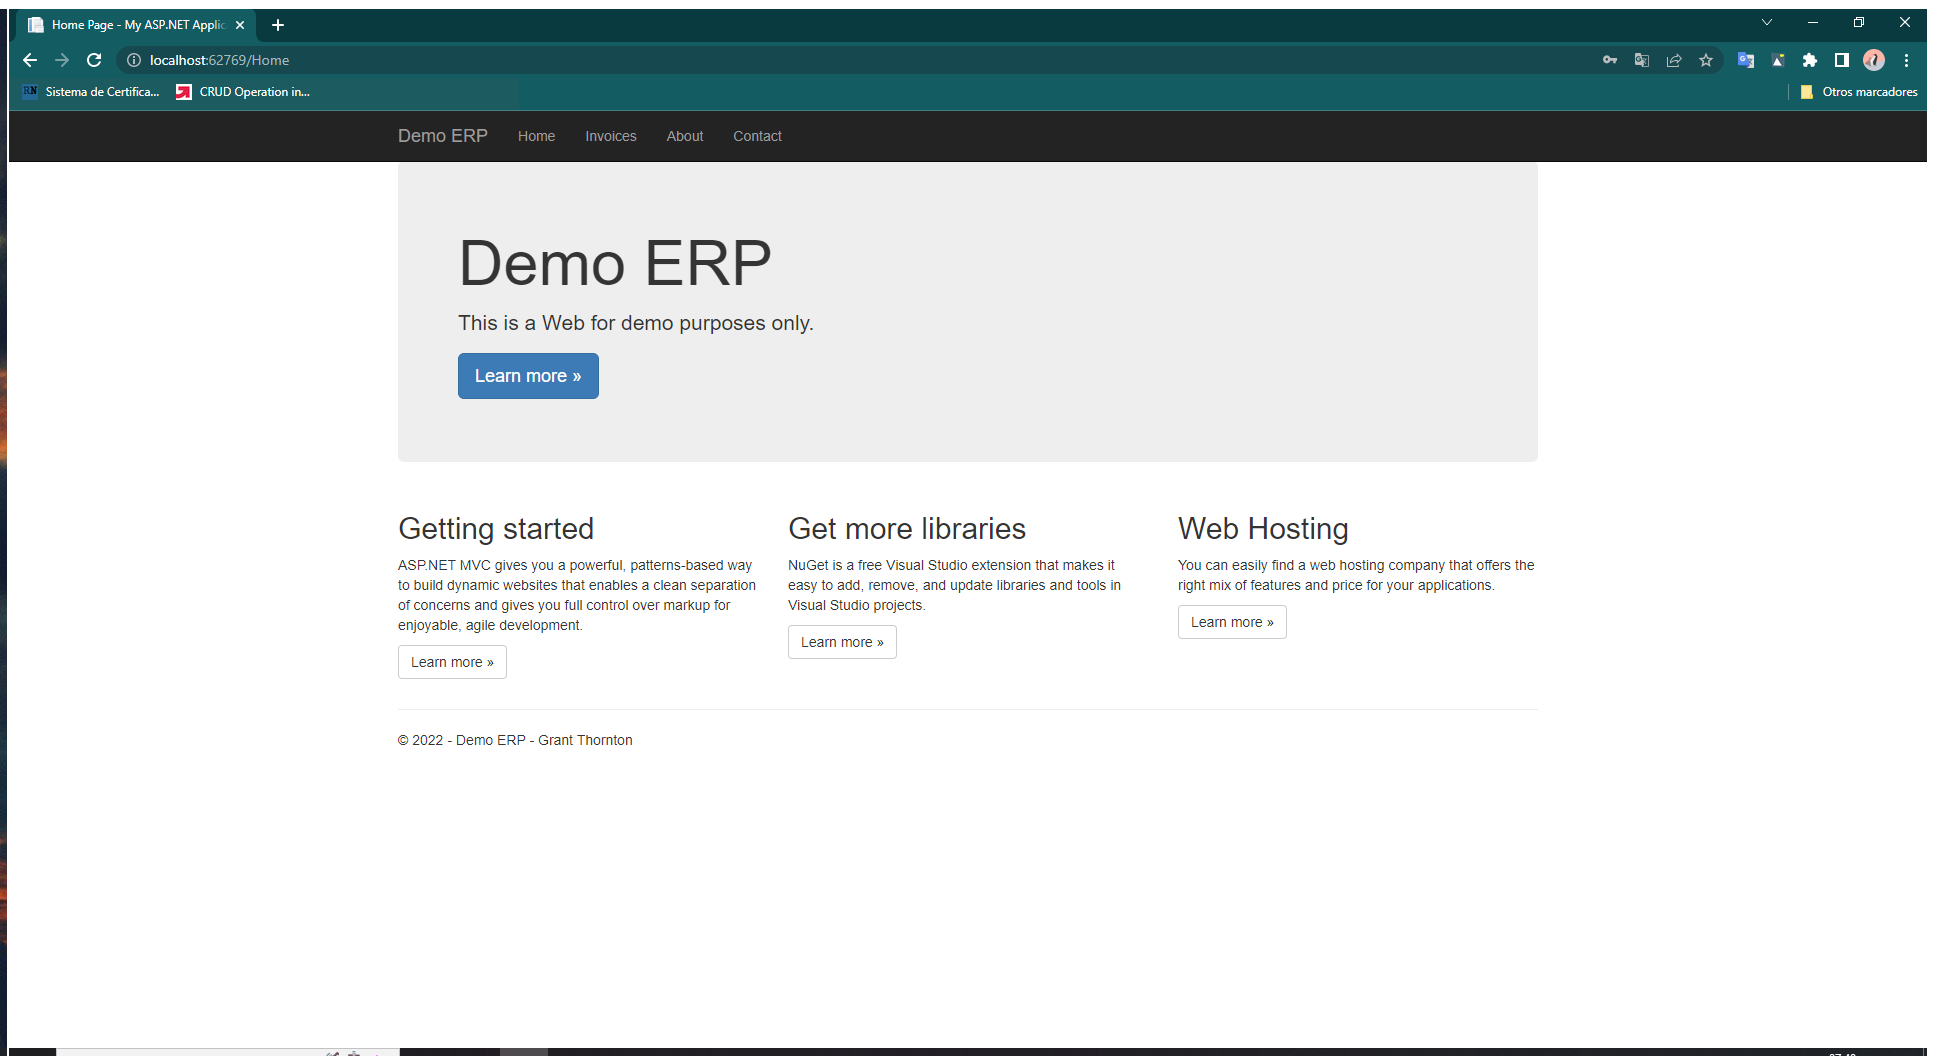 Home Page - My ASP.NET Applic
localhost:62769/Home
RN Sistema de Certifica... CRUD Operation in... Otros marcadores
Demo ERP Home Invoices About Contact
Demo ERP
This is a Web for demo purposes only.
Learn more »
Getting started
ASP.NET MVC gives you a powerful, patterns-based way
to build dynamic websites that enables a clean separation
of concerns and gives you full control over markup for
enjoyable, agile development.
Learn more »
Get more libraries
NuGet is a free Visual Studio extension that makes it
easy to add, remove, and update libraries and tools in
Visual Studio projects.
Learn more »
Web Hosting
You can easily find a web hosting company that offers the
right mix of features and price for your applications.
Learn more »
© 2022 - Demo ERP - Grant Thornton